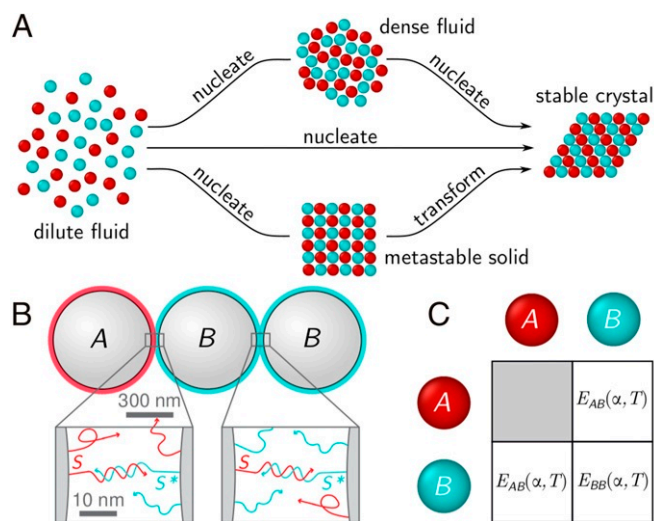 A
dense fluid
nucleate
nucleate
stable crystal
nucleate
nucleate
transform
dilute fluid
metastable solid
B
A
B
B
300 nm
S
S*
10 nm
S
S*
C
A
B
A
E_AB(α, T)
B
E_AB(α, T)
E_BB(α, T)